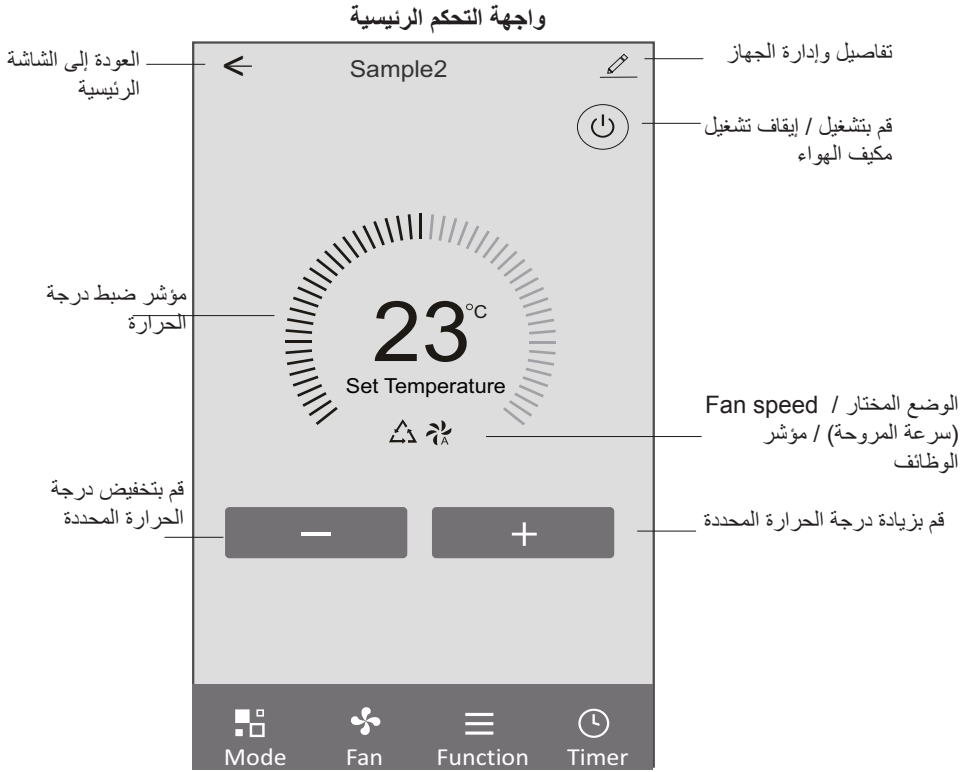 واجهة التحكم الرئيسية
العودة إلى الشاشة
الرئيسية
Sample2
تفاصيل وإدارة الجهاز
قم بتشغيل / إيقاف تشغيل
مكيف الهواء
مؤشر ضبط درجة
الحرارة
23°C
Set Temperature
A
الوضع المختار / Fan speed
(سرعة المروحة) / مؤشر
الوظائف
قم بتخفيض درجة
الحرارة المحددة
قم بزيادة درجة الحرارة المحددة
Mode Fan Function Timer